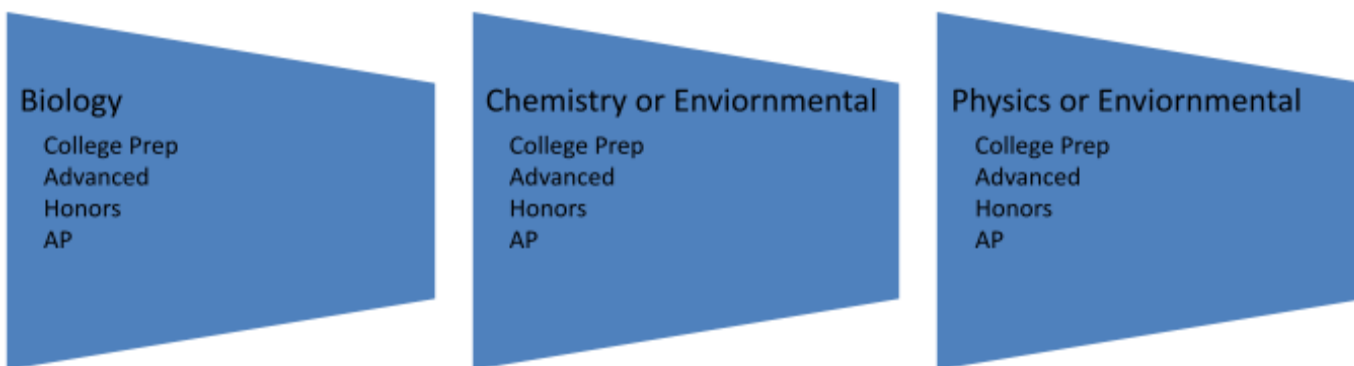 Biology
College Prep
Advanced
Honors
AP
Chemistry or Enviornmental
College Prep
Advanced
Honors
AP
Physics or Enviornmental
College Prep
Advanced
Honors
AP